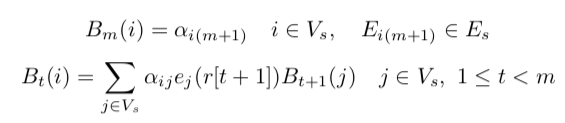 B_m(i) = α_{i(m+1)}   i ∈ V_s,   E_{i(m+1)} ∈ E_s
B_t(i) = ∑_{j∈V_s} α_{ij}e_j(r[t + 1])B_{t+1}(j)   j ∈ V_s, 1 ≤ t < m